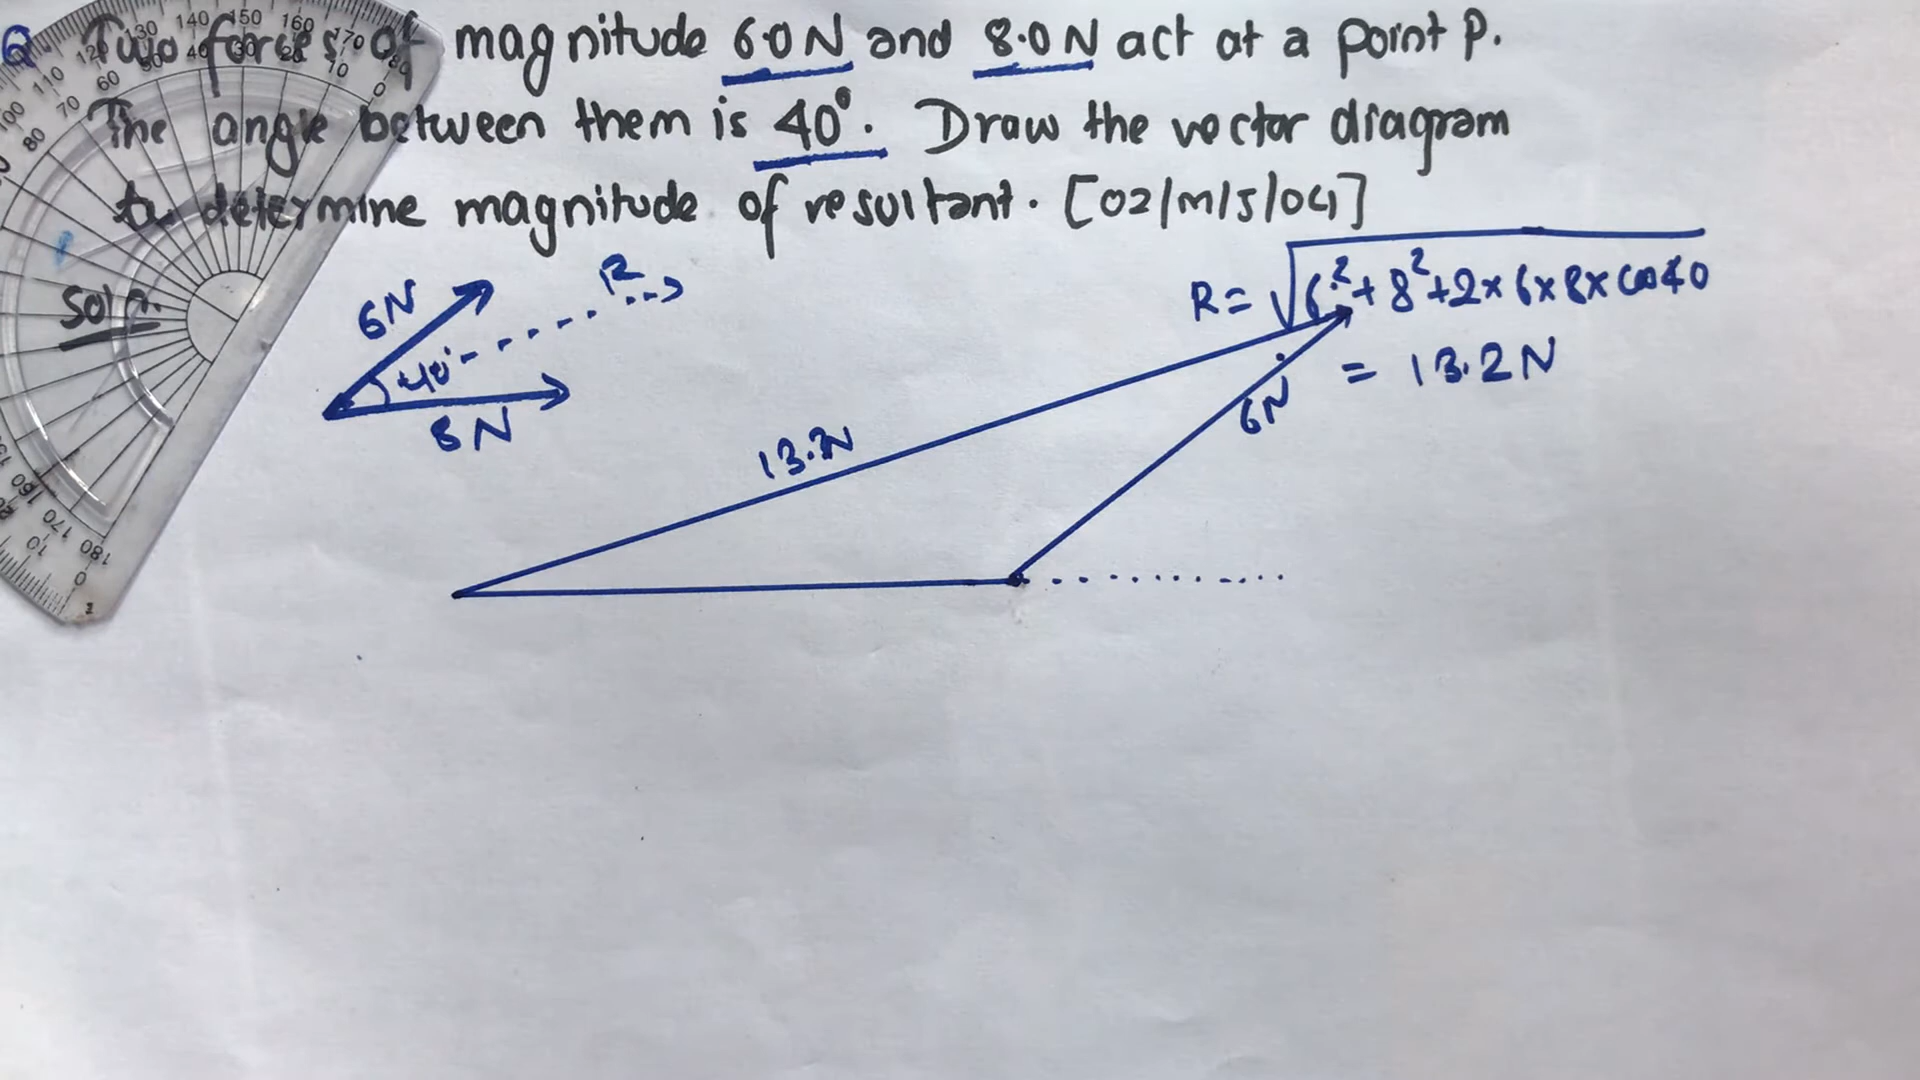 Q Two forces of magnitude 6.0N and 8.0N act at a point P.
The angle between them is 40°. Draw the vector diagram
to determine magnitude of resultant. [02/M/J/04]
Soln.
6N
R
40°
8N
R = √6² + 8² + 2 × 6 × 8 × cos40
= 13.2N
13.2N
6N